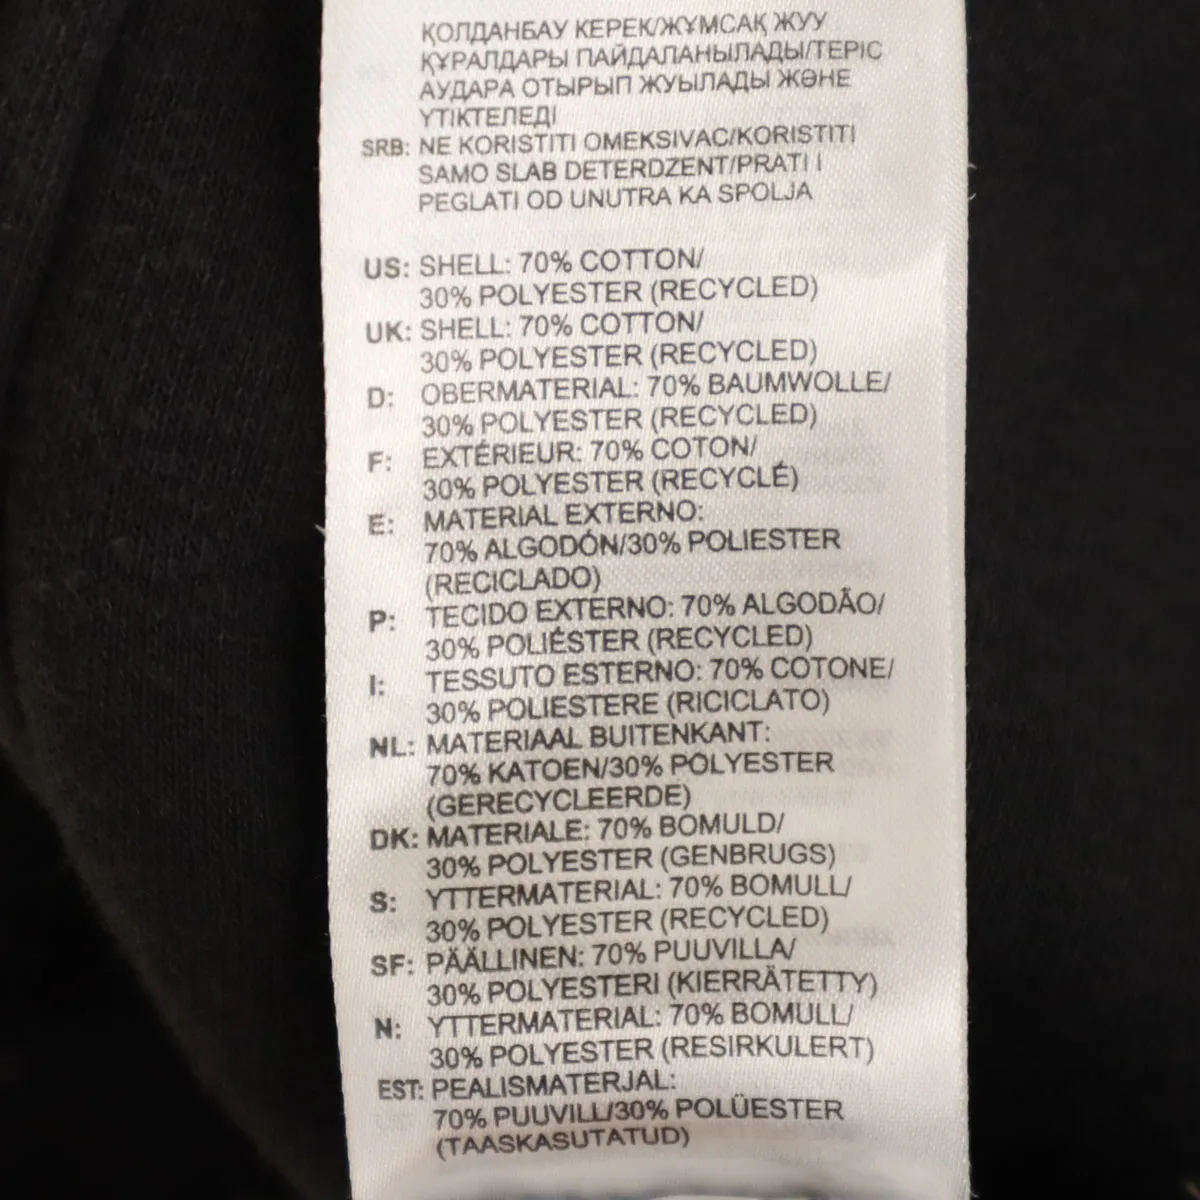 ҚОЛДАНБАУ КЕРЕК/ЖҰМСАҚ ЖУУ
ҚҰРАЛДАРЫ ПАЙДАЛАНЫЛАДЫ/ТЕРІС
АУДАРА ОТЫРЫП ЖУЫЛАДЫ ЖӘНЕ
ҮТІКТЕЛЕДІ
SRB: NE KORISTITI OMEKSIVAC/KORISTITI
SAMO SLAB DETERDZENT/PRATI I
PEGLATI OD UNUTRA KA SPOLJA
US: SHELL: 70% COTTON/
30% POLYESTER (RECYCLED)
UK: SHELL: 70% COTTON/
30% POLYESTER (RECYCLED)
D: OBERMATERIAL: 70% BAUMWOLLE/
30% POLYESTER (RECYCLED)
F: EXTÉRIEUR: 70% COTON/
30% POLYESTER (RECYCLÉ)
E: MATERIAL EXTERNO:
70% ALGODÓN/30% POLIESTER
(RECICLADO)
P: TECIDO EXTERNO: 70% ALGODÃO/
30% POLIÉSTER (RECYCLED)
I: TESSUTO ESTERNO: 70% COTONE/
30% POLIESTERE (RICICLATO)
NL: MATERIAAL BUITENKANT:
70% KATOEN/30% POLYESTER
(GERECYCLEERDE)
DK: MATERIALE: 70% BOMULD/
30% POLYESTER (GENBRUGS)
S: YTTERMATERIAL: 70% BOMULL/
30% POLYESTER (RECYCLED)
SF: PÄÄLLINEN: 70% PUUVILLA/
30% POLYESTERI (KIERRÄTETTY)
N: YTTERMATERIAL: 70% BOMULL/
30% POLYESTER (RESIRKULERT)
EST: PEALISMATERJAL:
70% PUUVILL/30% POLÜESTER
(TAASKASUTATUD)